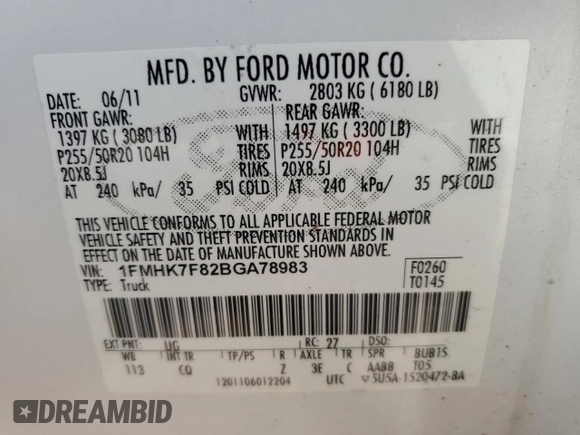 MFD. BY FORD MOTOR CO.
DATE: 06/11 GVWR: 2803 KG ( 6180 LB)
FRONT GAWR: REAR GAWR:
1397 KG ( 3080 LB) WITH 1497 KG ( 3300 LB) WITH
P255/50R20 104H TIRES P255/50R20 104H TIRES
20X8.5J RIMS 20X8.5J RIMS
AT 240 kPa/ 35 PSI COLD AT 240 kPa/ 35 PSI COLD
THIS VEHICLE CONFORMS TO ALL APPLICABLE FEDERAL MOTOR
VEHICLE SAFETY AND THEFT PREVENTION STANDARDS IN
EFFECT ON THE DATE OF MANUFACTURE SHOWN ABOVE.
VIN: 1FMHK7F82BGA78983 F0260
TYPE: Truck T0145
EXT PNT: UG RC: 27 DSO:
WB INT TR TP/PS R AXLE TR SPR BUB15
113 CQ Z 3E C AABB T05
1201106012204 UTC ▽5U5A-1520472-BA
DREAMBID